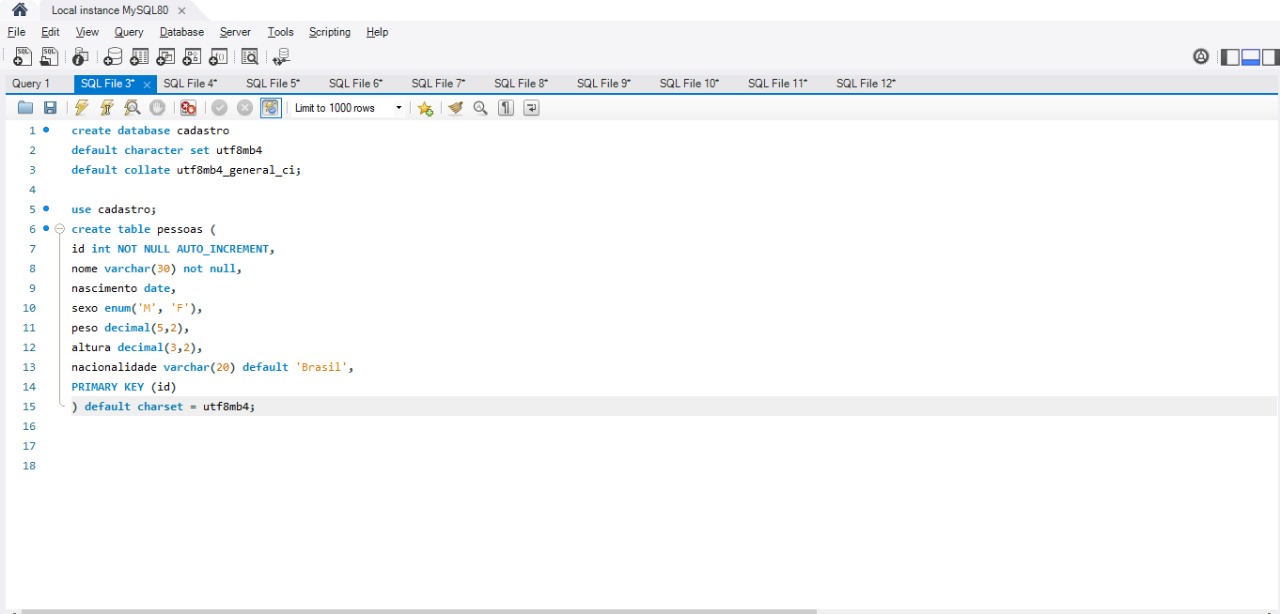 Local instance MySQL80
File Edit View Query Database Server Tools Scripting Help
Query 1 SQL File 3* SQL File 4* SQL File 5* SQL File 6* SQL File 7* SQL File 8* SQL File 9* SQL File 10* SQL File 11* SQL File 12*
Limit to 1000 rows
1 create database cadastro
2 default character set utf8mb4
3 default collate utf8mb4_general_ci;
4
5 use cadastro;
6 create table pessoas (
7 id int NOT NULL AUTO_INCREMENT,
8 nome varchar(30) not null,
9 nascimento date,
10 sexo enum('M', 'F'),
11 peso decimal(5,2),
12 altura decimal(3,2),
13 nacionalidade varchar(20) default 'Brasil',
14 PRIMARY KEY (id)
15 ) default charset = utf8mb4;
16
17
18